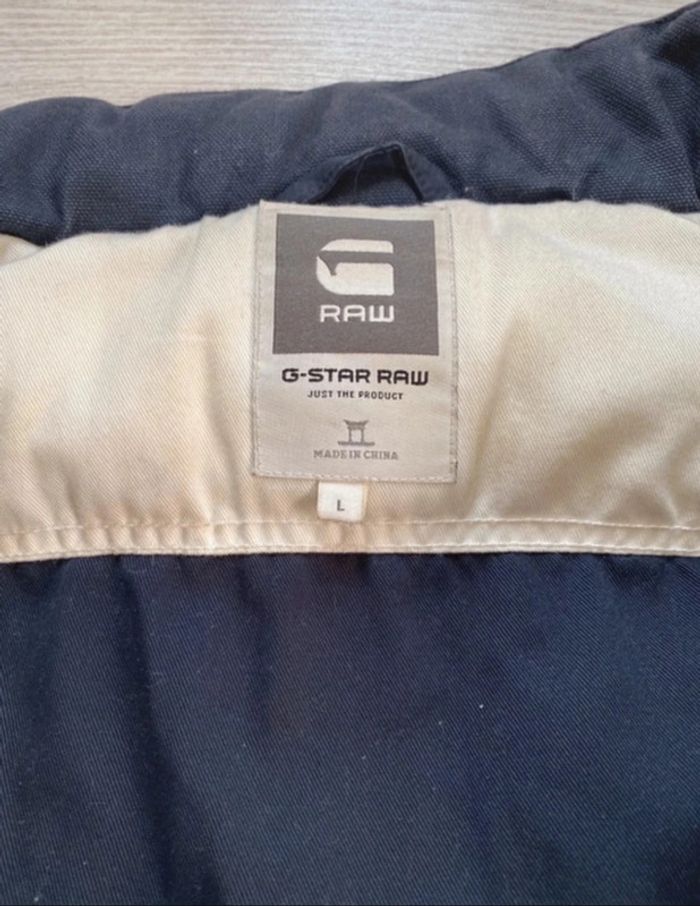 G
RAW
G-STAR RAW
JUST THE PRODUCT
MADE IN CHINA
L